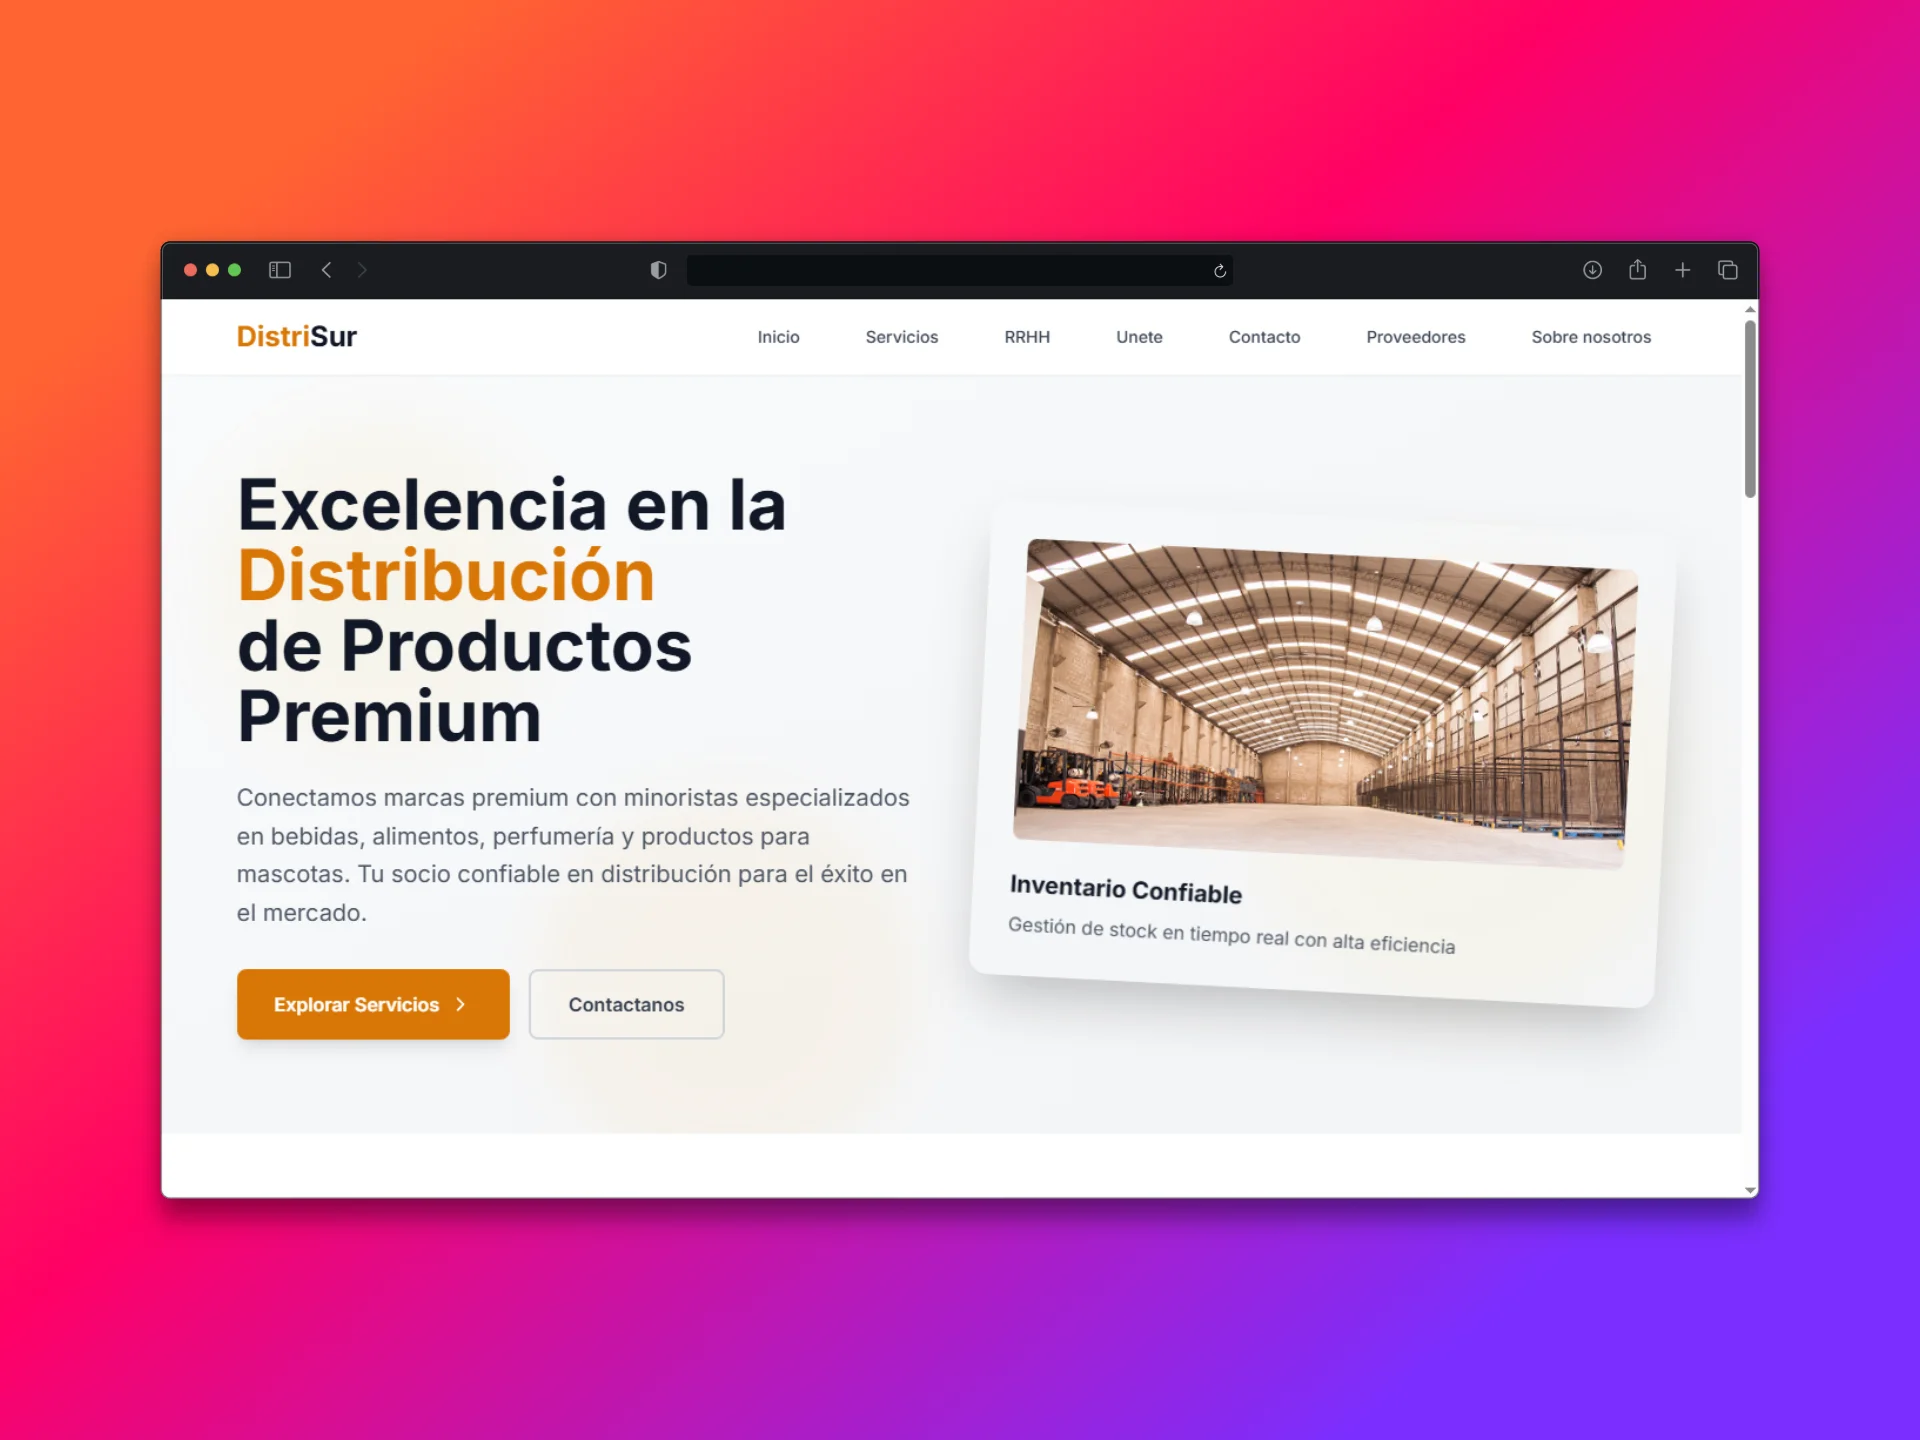 DistriSur
Inicio
Servicios
RRHH
Unete
Contacto
Proveedores
Sobre nosotros
Excelencia en la
Distribución
de Productos
Premium
Conectamos marcas premium con minoristas especializados
en bebidas, alimentos, perfumería y productos para
mascotas. Tu socio confiable en distribución para el éxito en
el mercado.
Explorar Servicios
Contactanos
Inventario Confiable
Gestión de stock en tiempo real con alta eficiencia